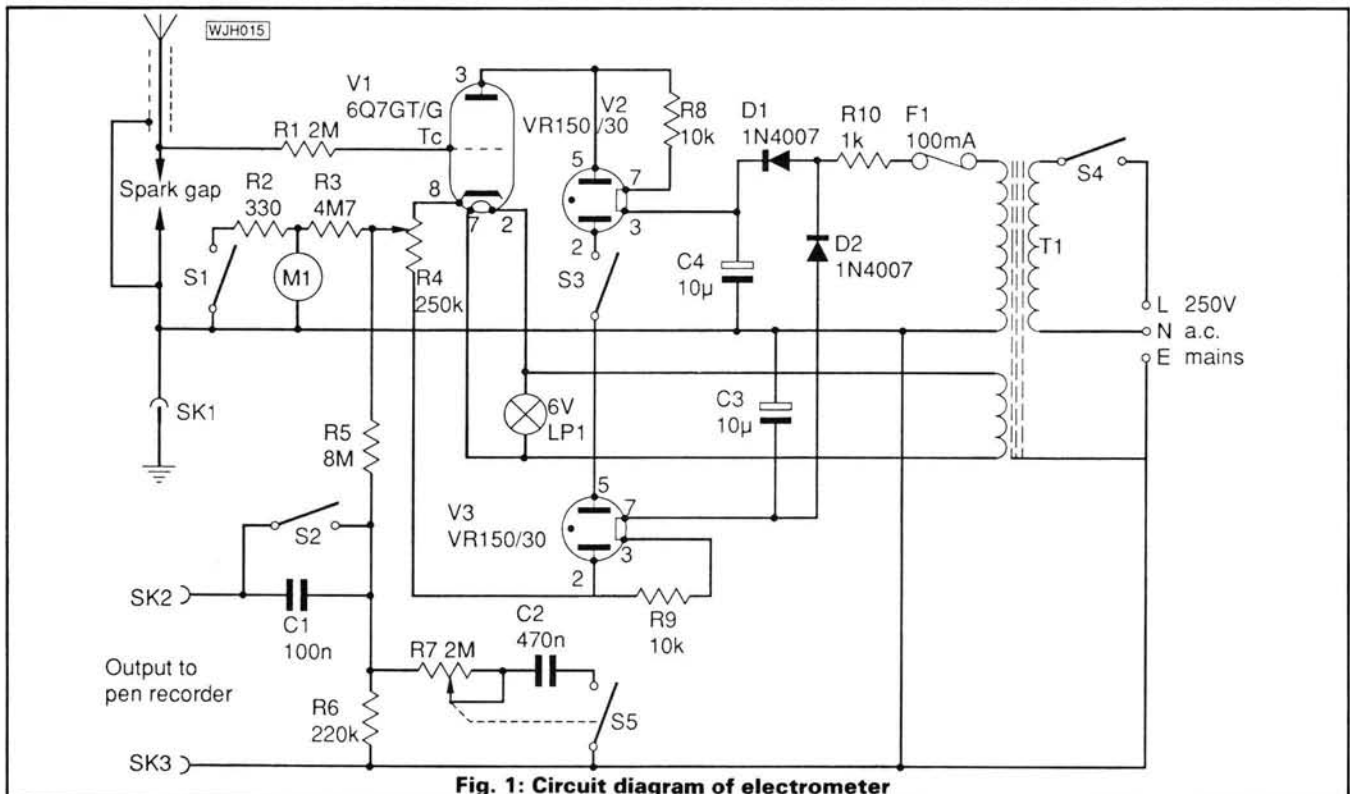 WJH015
V1
6Q7GT/G
Tc
3
V2
VR150/30
R8
10k
D1
1N4007
R10
1k
F1
100mA
S4
R1 2M
5
7
3
2
Spark gap
R2
330
R3
4M7
8
7
2
S1
M1
R4
250k
S3
C4
10µ
D2
1N4007
T1
L 250V
N a.c.
E mains
SK1
6V
LP1
C3
10µ
R5
8M
V3
VR150/30
5
7
3
2
S2
SK2
C1
100n
C2
470n
R9
10k
R7 2M
Output to
pen recorder
R6
220k
S5
SK3
Fig. 1: Circuit diagram of electrometer